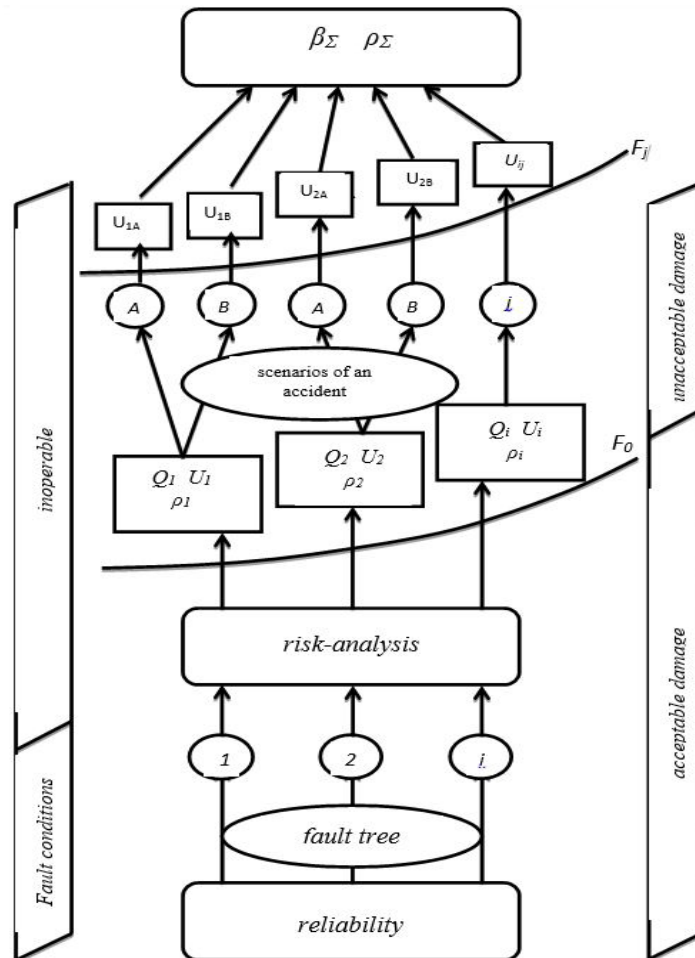 βΣ ρΣ
Fj
Uij
U2B
U2A
U1B
U1A
A
B
A
B
j
scenarios of an
accident
unacceptable damage
inoperable
Qi Ui
ρi
Q2 U2
ρ2
Q1 U1
ρ1
F0
risk-analysis
acceptable damage
1
2
i
Fault conditions
fault tree
reliability